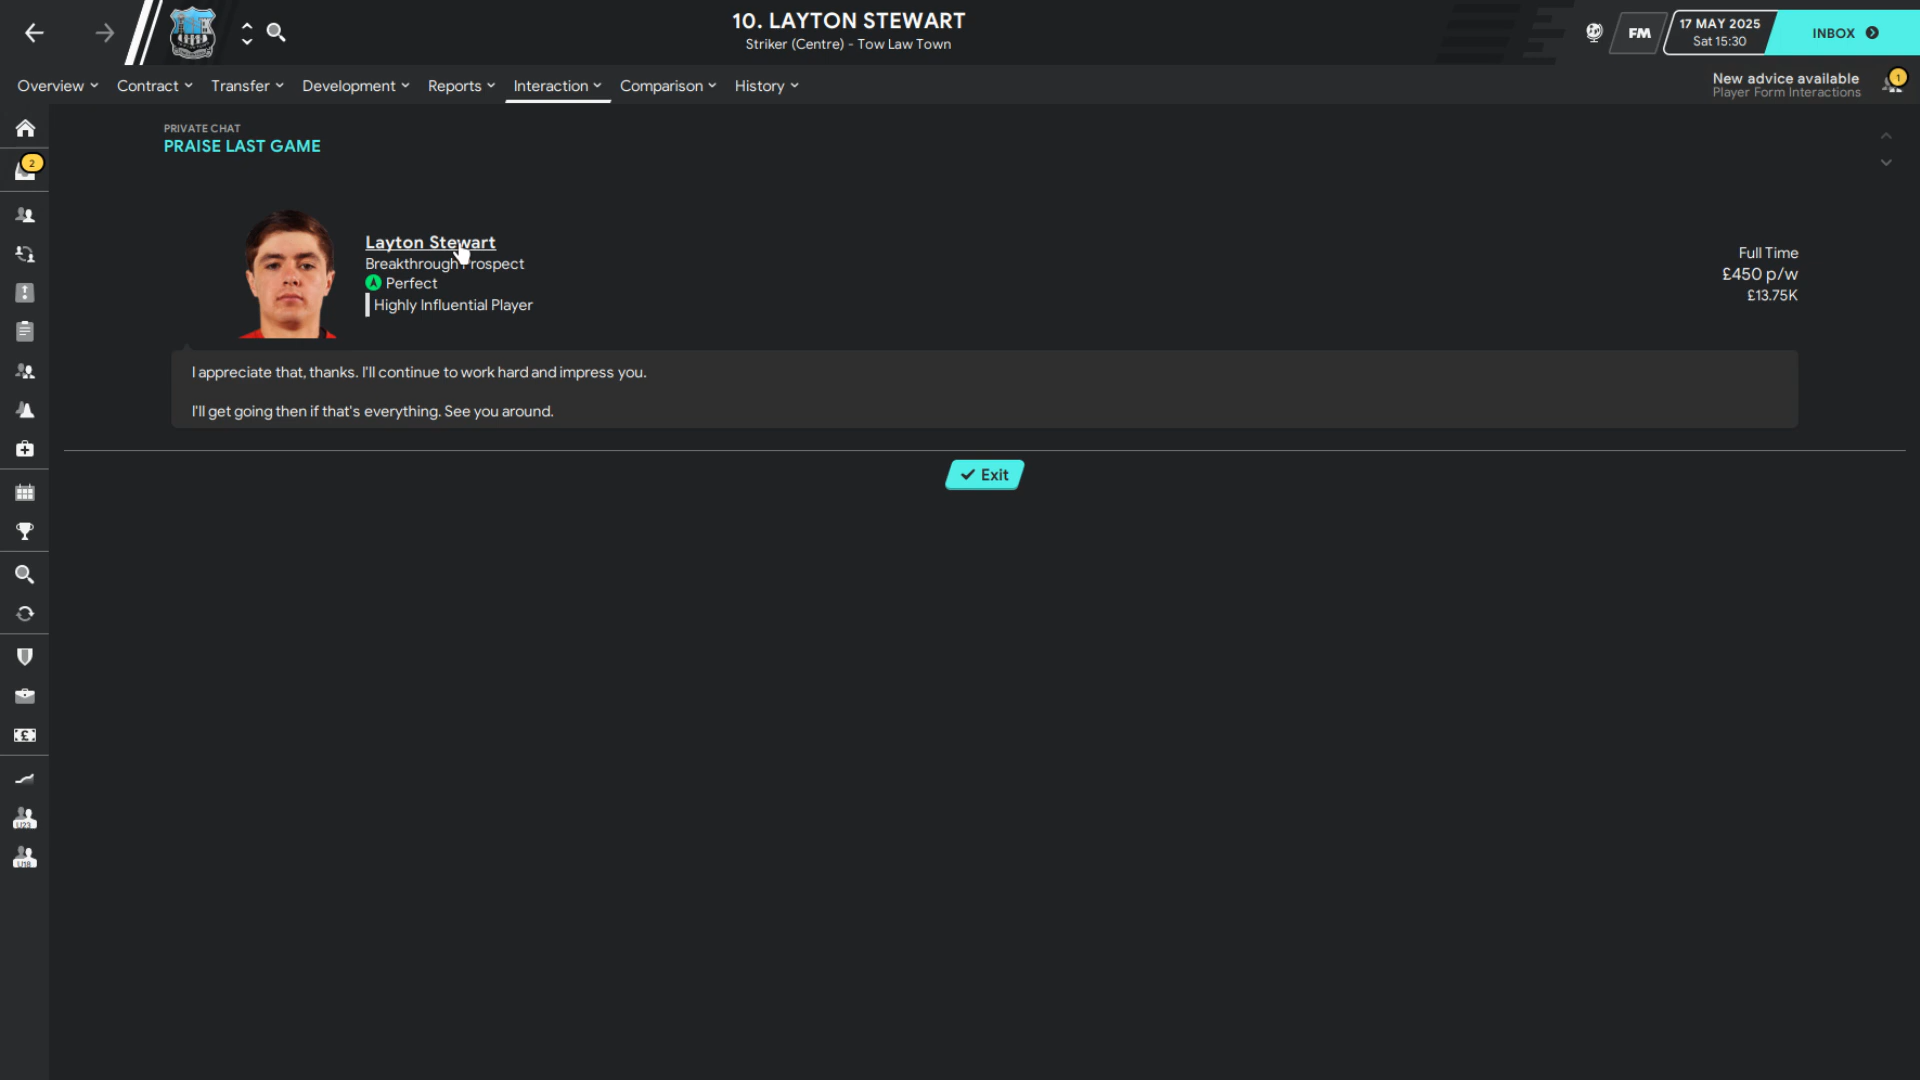 10. LAYTON STEWART
Striker (Centre) - Tow Law Town
FM
17 MAY 2025
Sat 15:30
INBOX
Overview
Contract
Transfer
Development
Reports
Interaction
Comparison
History
New advice available
Player Form Interactions
1
PRIVATE CHAT
PRAISE LAST GAME
2
Layton Stewart
Breakthrough Prospect
Perfect
Highly Influential Player
Full Time
£450 p/w
£13.75K
I appreciate that, thanks. I'll continue to work hard and impress you.
I'll get going then if that's everything. See you around.
Exit
U23
U18